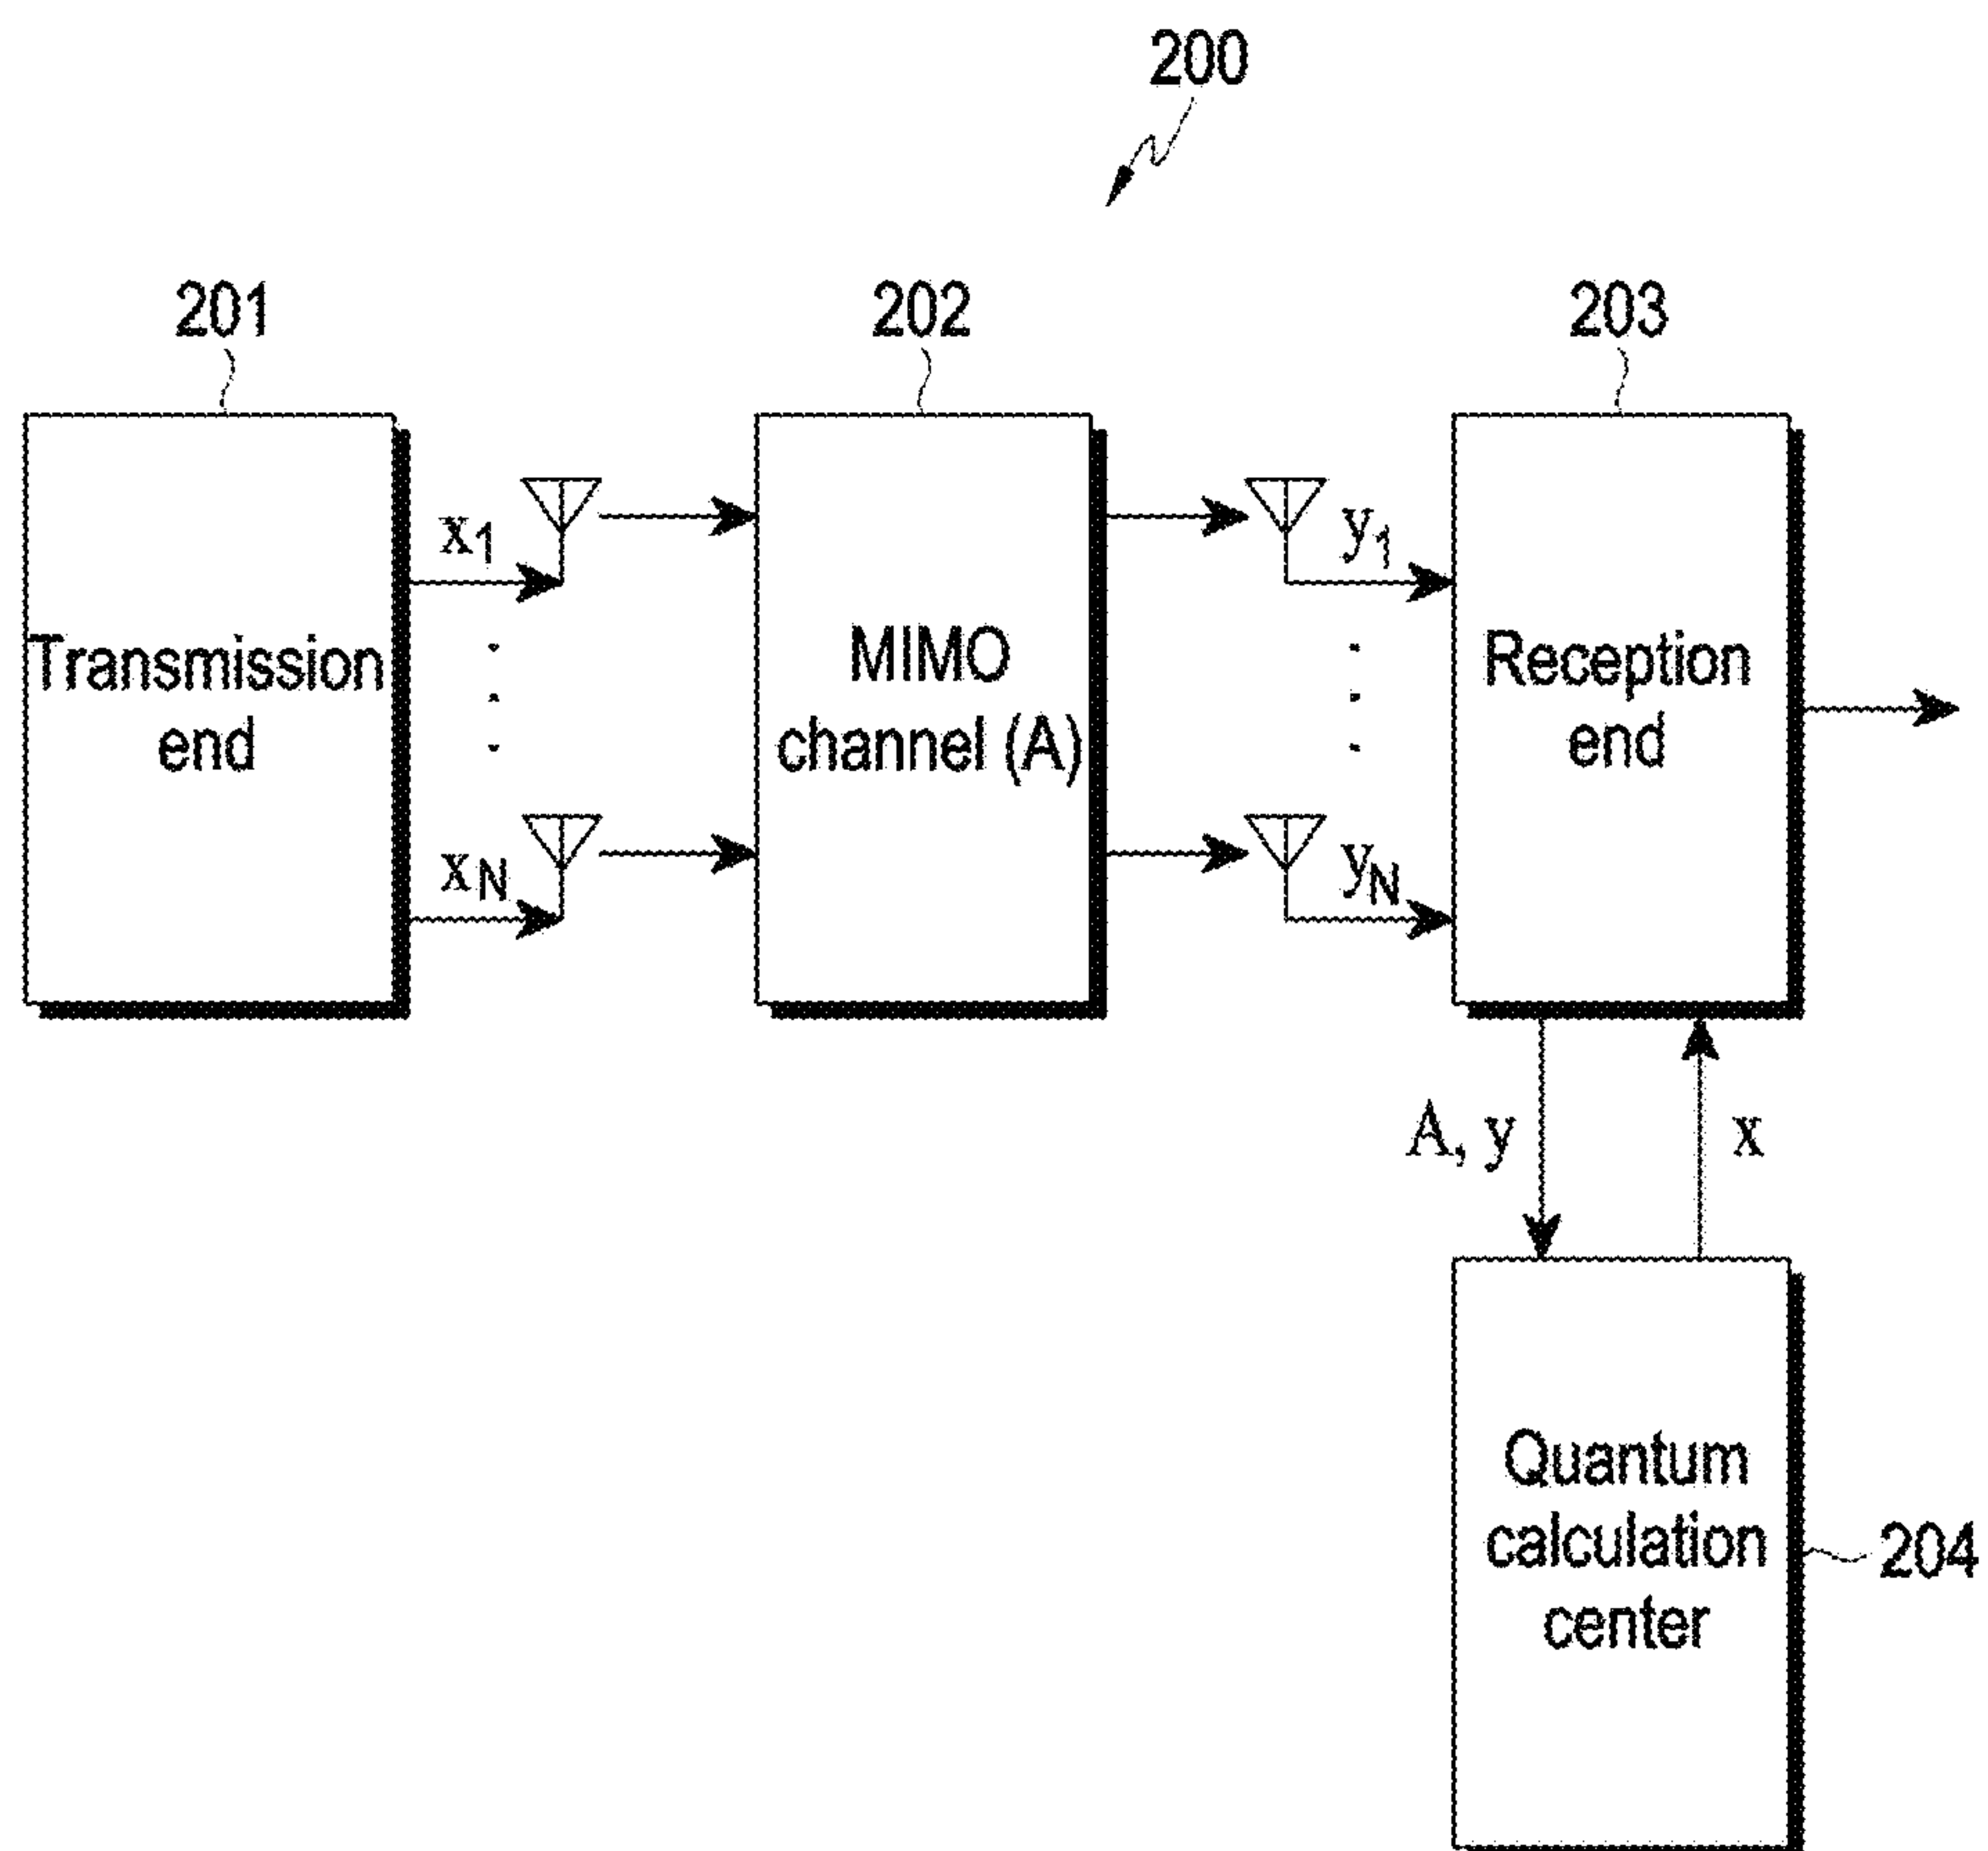 200
201
202
203
x1
y1
Transmission
end
MIMO
channel (A)
Reception
end
xN
yN
A, y
x
Quantum
calculation
center
204